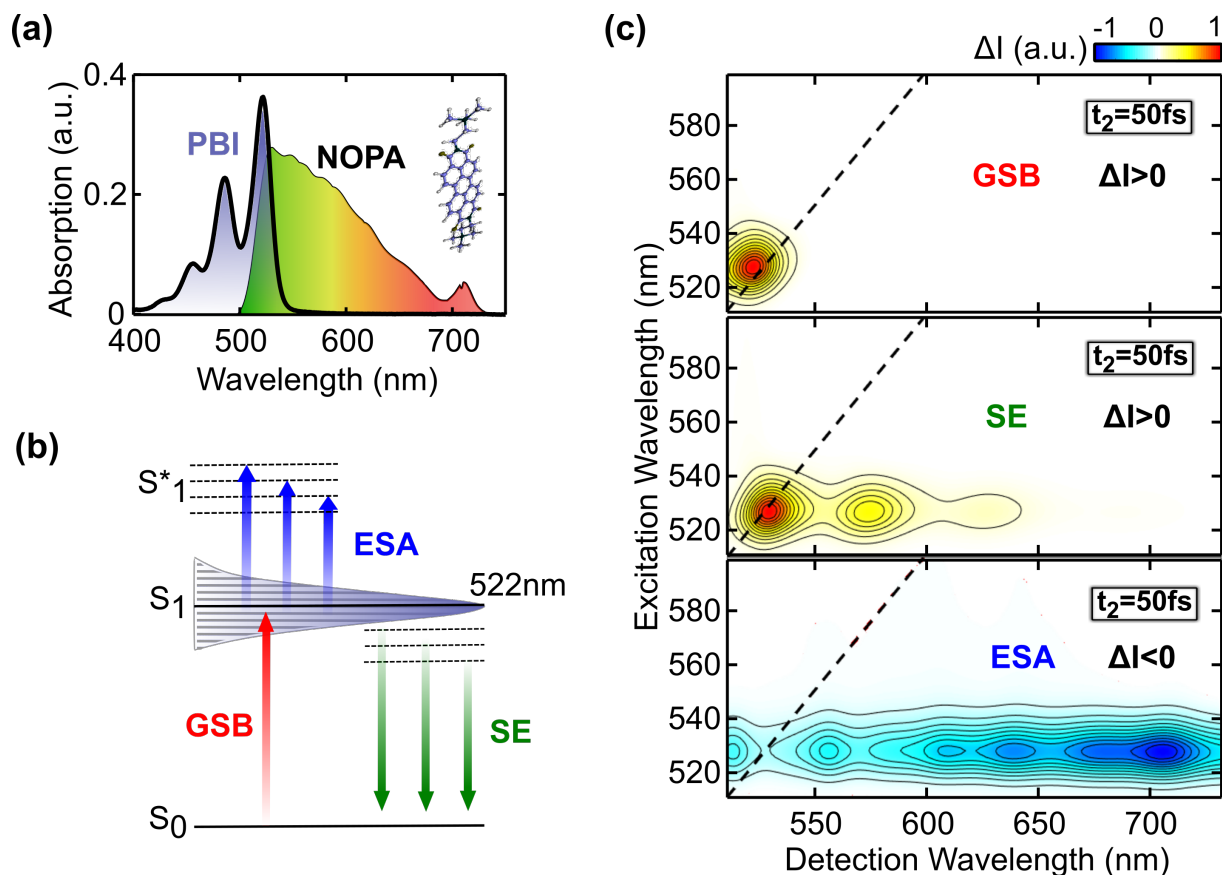 (a)
0.4
0.2
0
Absorption (a.u.)
PBI
NOPA
400 500 600 700
Wavelength (nm)
(b)
S*1
ESA
S1
522nm
GSB
SE
S0
(c)
ΔI (a.u.)
-1 0 1
t2=50fs
GSB ΔI>0
580
560
540
520
t2=50fs
SE ΔI>0
580
560
540
520
t2=50fs
ESA ΔI<0
580
560
540
520
Excitation Wavelength (nm)
550 600 650 700
Detection Wavelength (nm)